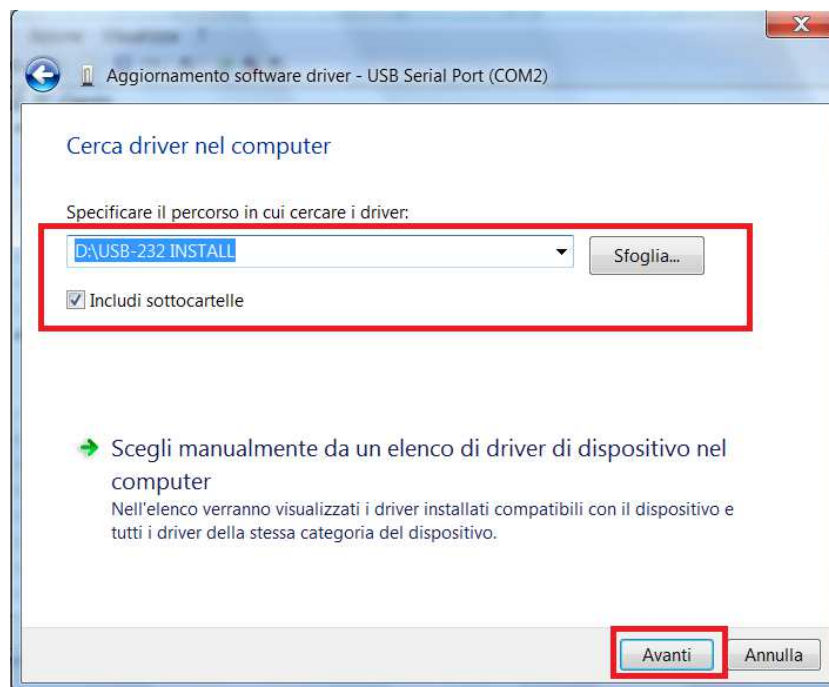 Aggiornamento software driver - USB Serial Port (COM2)
Cerca driver nel computer
Specificare il percorso in cui cercare i driver:
D:\USB-232 INSTALL
Sfoglia...
Includi sottocartelle
Scegli manualmente da un elenco di driver di dispositivo nel
computer
Nell'elenco verranno visualizzati i driver installati compatibili con il dispositivo e
tutti i driver della stessa categoria del dispositivo.
Avanti
Annulla